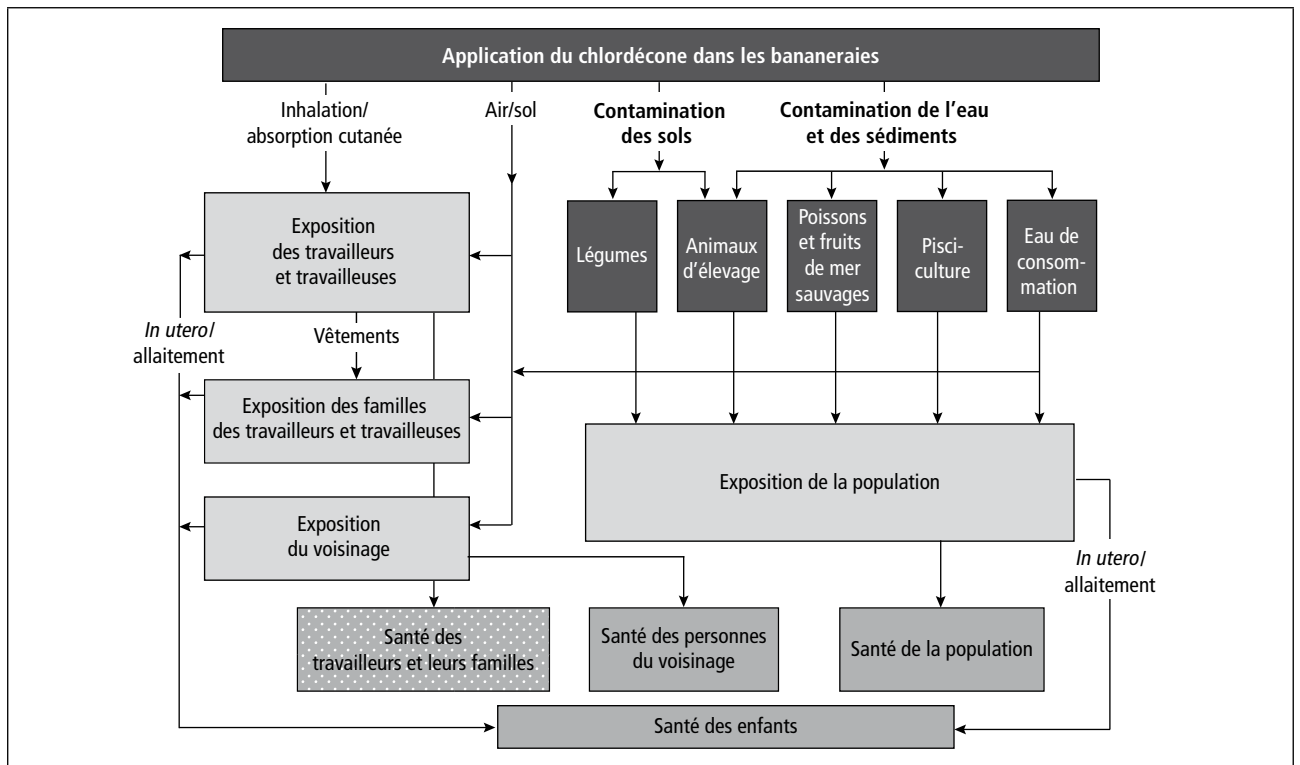 Application du chlordécone dans les bananeraies
Inhalation/
absorption cutanée
Air/sol
Contamination
des sols
Contamination de l'eau
et des sédiments
Exposition
des travailleurs
et travailleuses
Légumes
Animaux
d'élevage
Poissons
et fruits
de mer
sauvages
Pisci-
culture
Eau de
consom-
mation
In utero/
allaitement
Vêtements
Exposition des familles
des travailleurs et travailleuses
Exposition de la population
Exposition
du voisinage
In utero/
allaitement
Santé des
travailleurs et leurs familles
Santé des personnes
du voisinage
Santé de la population
Santé des enfants